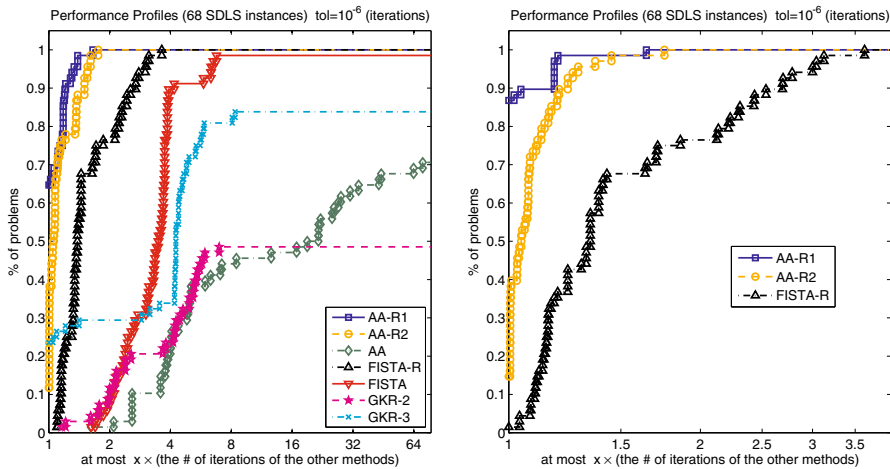 Performance Profiles (68 SDLS instances) tol=10⁻⁶ (iterations)
1
0.9
0.8
0.7
0.6
0.5
0.4
0.3
0.2
0.1
0
% of problems
AA-R1
AA-R2
AA
FISTA-R
FISTA
GKR-2
GKR-3
1 2 4 8 16 32 64
at most x × (the # of iterations of the other methods)
Performance Profiles (68 SDLS instances) tol=10⁻⁶ (iterations)
1
0.9
0.8
0.7
0.6
0.5
0.4
0.3
0.2
0.1
0
% of problems
AA-R1
AA-R2
FISTA-R
1 1.5 2 2.5 3 3.5
at most x × (the # of iterations of the other methods)